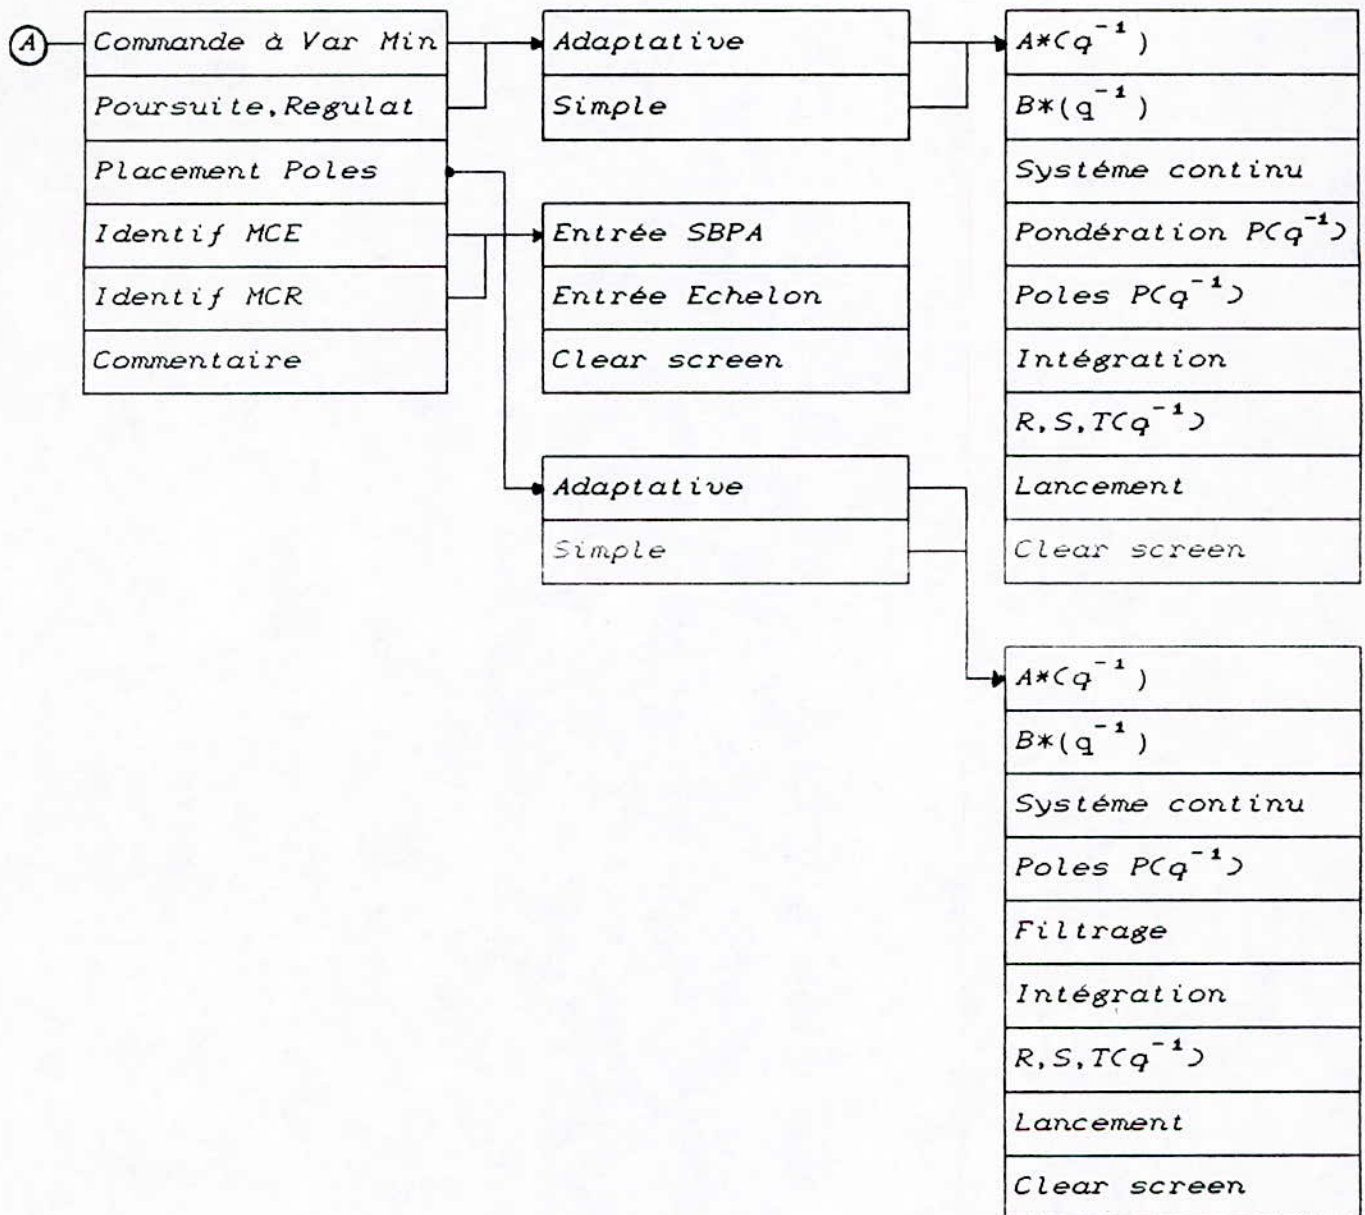 A
Commande à Var Min
Poursuite,Regulat
Placement Poles
Identif MCE
Identif MCR
Commentaire
Adaptative
Simple
Entrée SBPA
Entrée Echelon
Clear screen
Adaptative
Simple
A*(q⁻¹)
B*(q⁻¹)
Systéme continu
Pondération P(q⁻¹)
Poles P(q⁻¹)
Intégration
R,S,T(q⁻¹)
Lancement
Clear screen
A*(q⁻¹)
B*(q⁻¹)
Systéme continu
Poles P(q⁻¹)
Filtrage
Intégration
R,S,T(q⁻¹)
Lancement
Clear screen